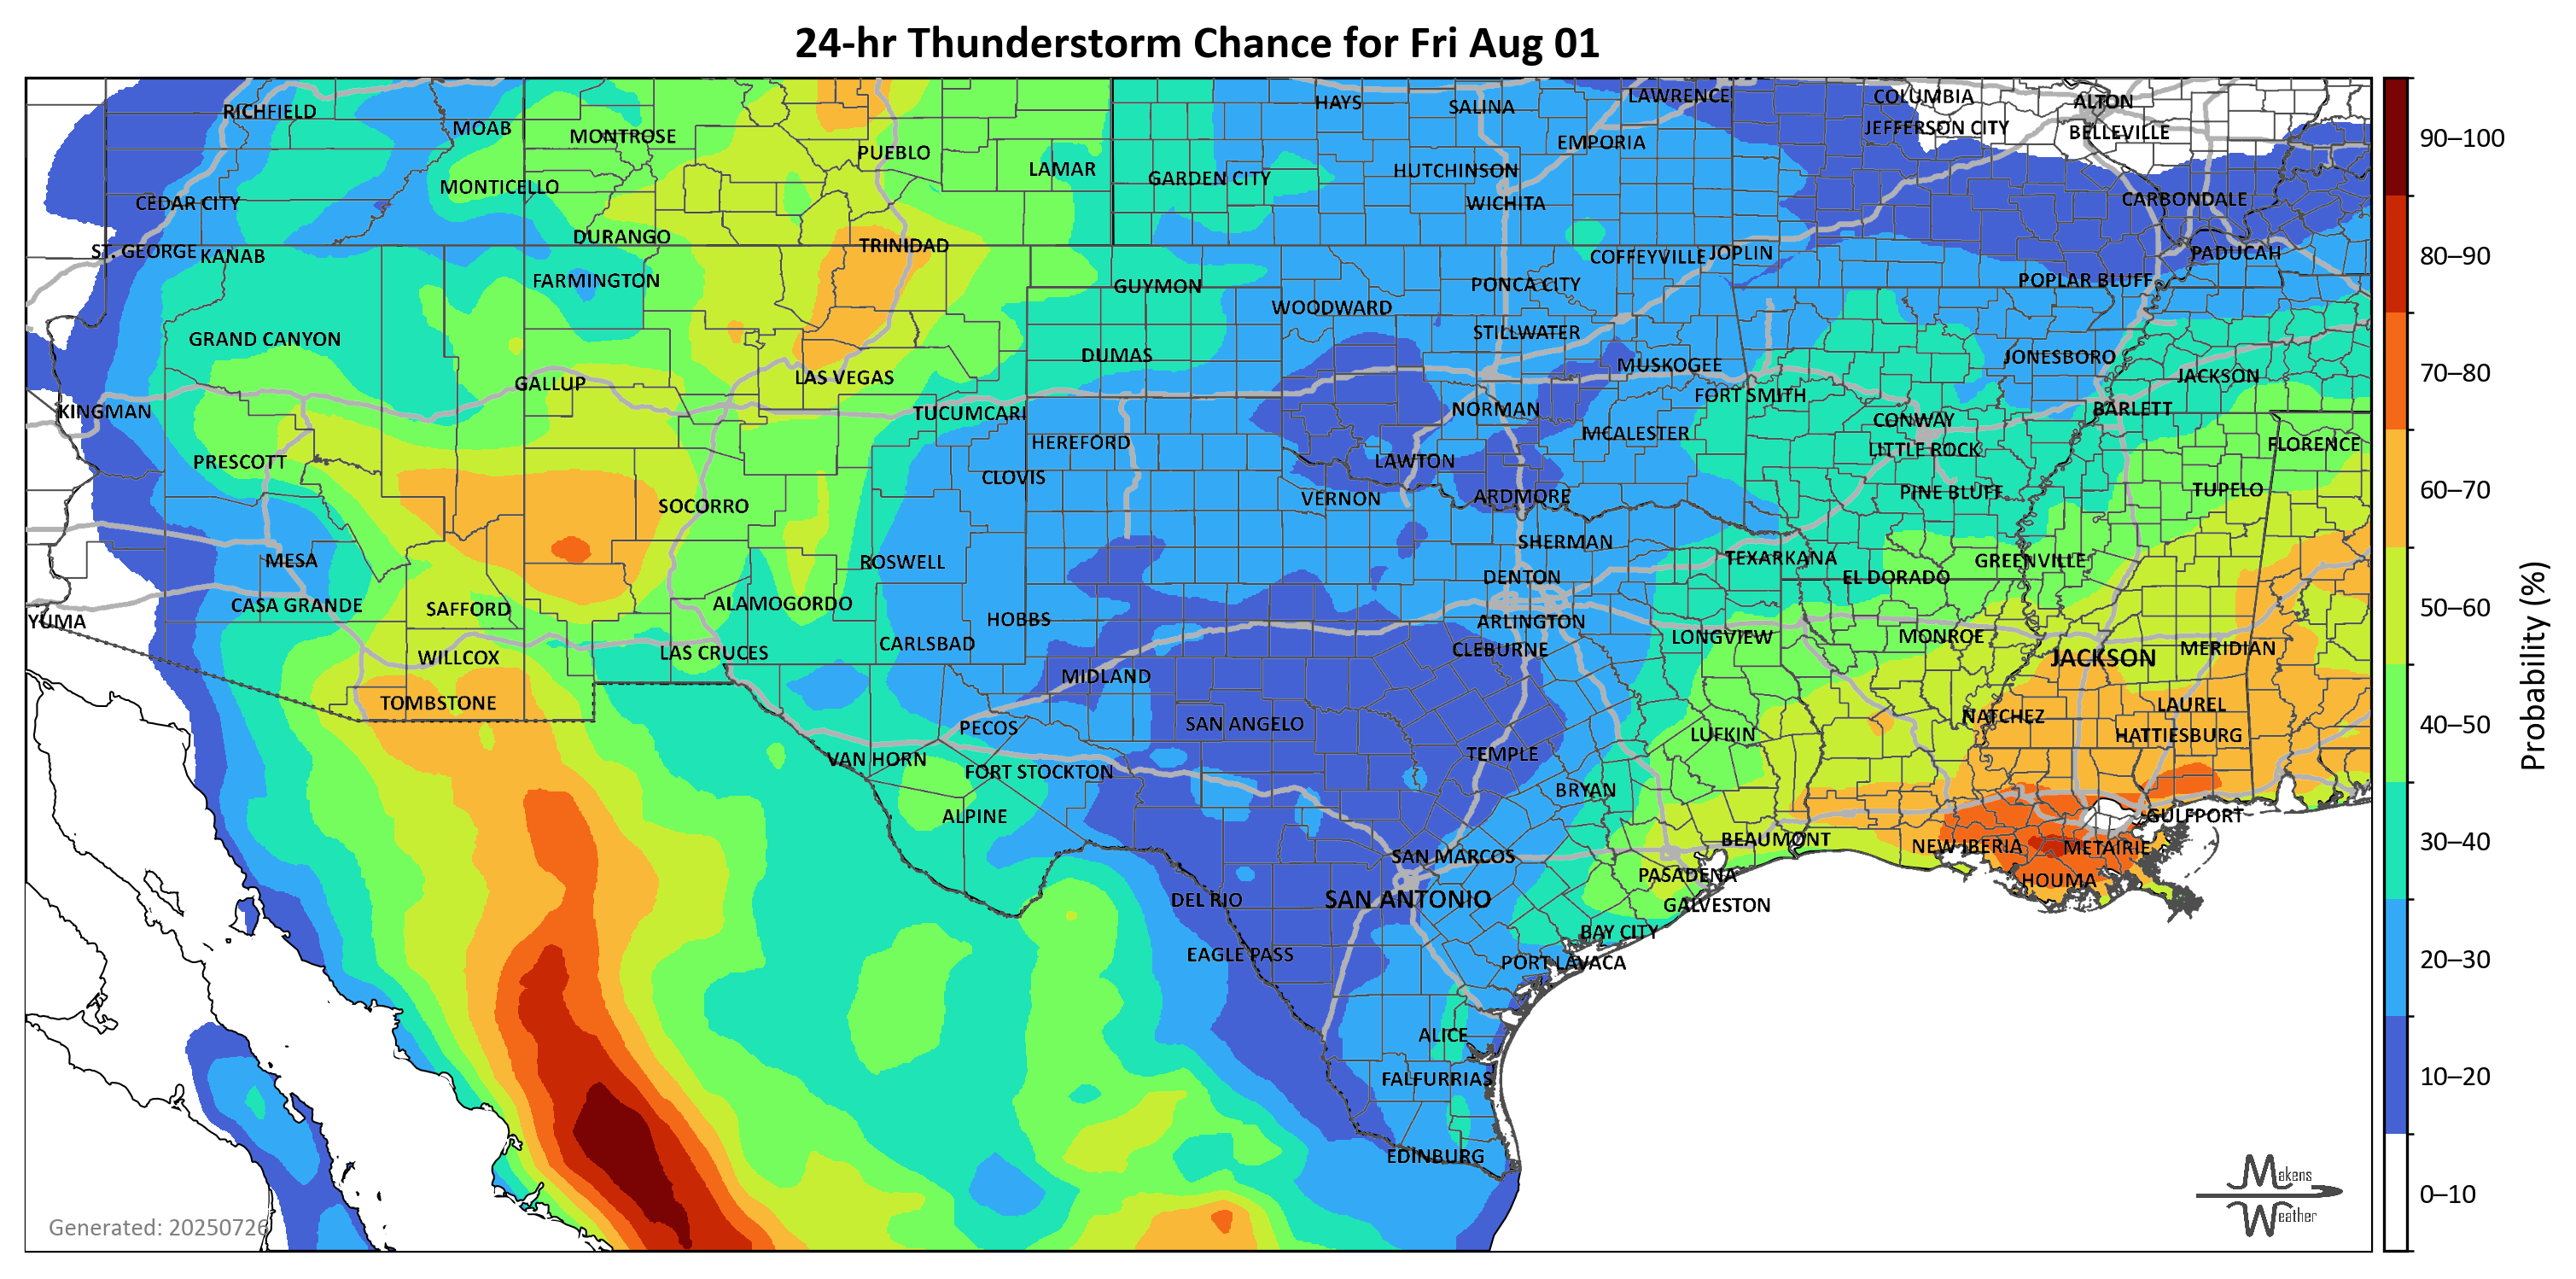 24-hr Thunderstorm Chance for Fri Aug 01
RICHFIELD
MOAB
MONTROSE
PUEBLO
LAMAR
GARDEN CITY
HAYS
SALINA
LAWRENCE
EMPORIA
HUTCHINSON
WICHITA
COLUMBIA
JEFFERSON CITY
ALTON
BELLEVILLE
CARBONDALE
PADUCAH
MONTICELLO
CEDAR CITY
ST. GEORGE
KANAB
DURANGO
TRINIDAD
FARMINGTON
GUYMON
WOODWARD
PONCA CITY
COFFEYVILLE
JOPLIN
POPLAR BLUFF
GRAND CANYON
DUMAS
STILLWATER
MUSKOGEE
JONESBORO
JACKSON
KINGMAN
GALLUP
LAS VEGAS
TUCUMCARI
NORMAN
FORT SMITH
CONWAY
BARLETT
FLORENCE
HEREFORD
MCALESTER
LITTLE ROCK
PRESCOTT
CLOVIS
LAWTON
VERNON
ARDMORE
PINE BLUFF
TUPELO
SOCORRO
MESA
ROSWELL
SHERMAN
DENTON
TEXARKANA
EL DORADO
GREENVILLE
YUMA
CASA GRANDE
SAFFORD
ALAMOGORDO
HOBBS
ARLINGTON
WILLCOX
LAS CRUCES
CARLSBAD
CLEBURNE
LONGVIEW
MONROE
JACKSON
MERIDIAN
TOMBSTONE
MIDLAND
PECOS
SAN ANGELO
TEMPLE
LUFKIN
NATCHEZ
LAUREL
HATTIESBURG
VAN HORN
FORT STOCKTON
BRYAN
ALPINE
BEAUMONT
NEW IBERIA
METAIRIE
GULFPORT
HOUMA
SAN MARCOS
PASADENA
GALVESTON
DEL RIO
SAN ANTONIO
BAY CITY
EAGLE PASS
PORT LAVACA
ALICE
FALFURRIAS
EDINBURG
Generated: 20250726
Makens
Weather
90–100
80–90
70–80
60–70
50–60
40–50
30–40
20–30
10–20
0–10
Probability (%)